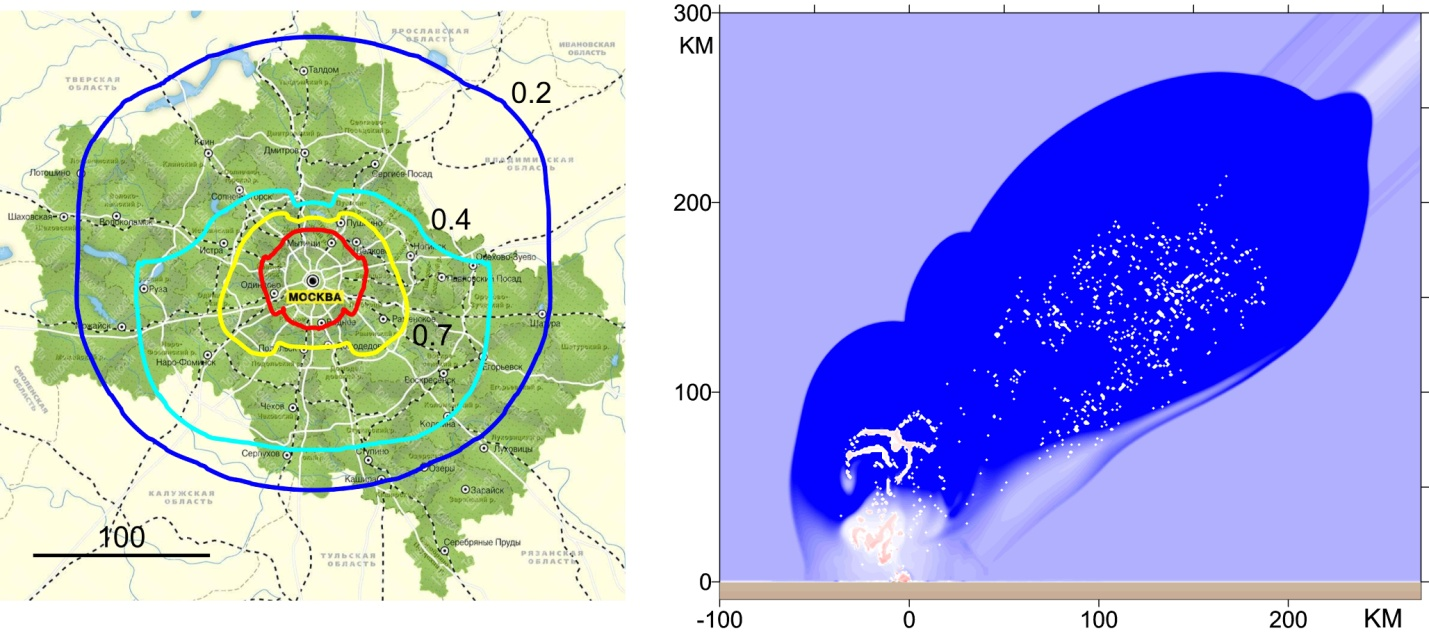 ЯРОСЛАВСКАЯ
ОБЛАСТЬ
ИВАНОВСКАЯ
ОБЛАСТЬ
Талдом
ТВЕРСКАЯ
ОБЛАСТЬ
0.2
Клин
Дмитров
ВЛАДИМИРСКАЯ
ОБЛАСТЬ
Лотошино
Сергиев Посад
Солнечногорск
Шаховская
Волоколамск
0.4
Пушкино
Истра
Мытищи
Щёлково
Ногинск
Орехово-Зуево
Павловский Посад
Руза
Одинцово
МОСКВА
Шатура
Можайск
Раменское
0.7
Наро-Фоминск
Егорьевск
Воскресенск
Чехов
Коломна
Серпухов
Ступино
Луховицы
Кашира
Озёры
Зарайск
КАЛУЖСКАЯ
ОБЛАСТЬ
СМОЛЕНСКАЯ
ОБЛАСТЬ
100
Серебряные Пруды
ТУЛЬСКАЯ
ОБЛАСТЬ
РЯЗАНСКАЯ
ОБЛАСТЬ
300
КМ
200
100
0
-100 0 100 200 КМ